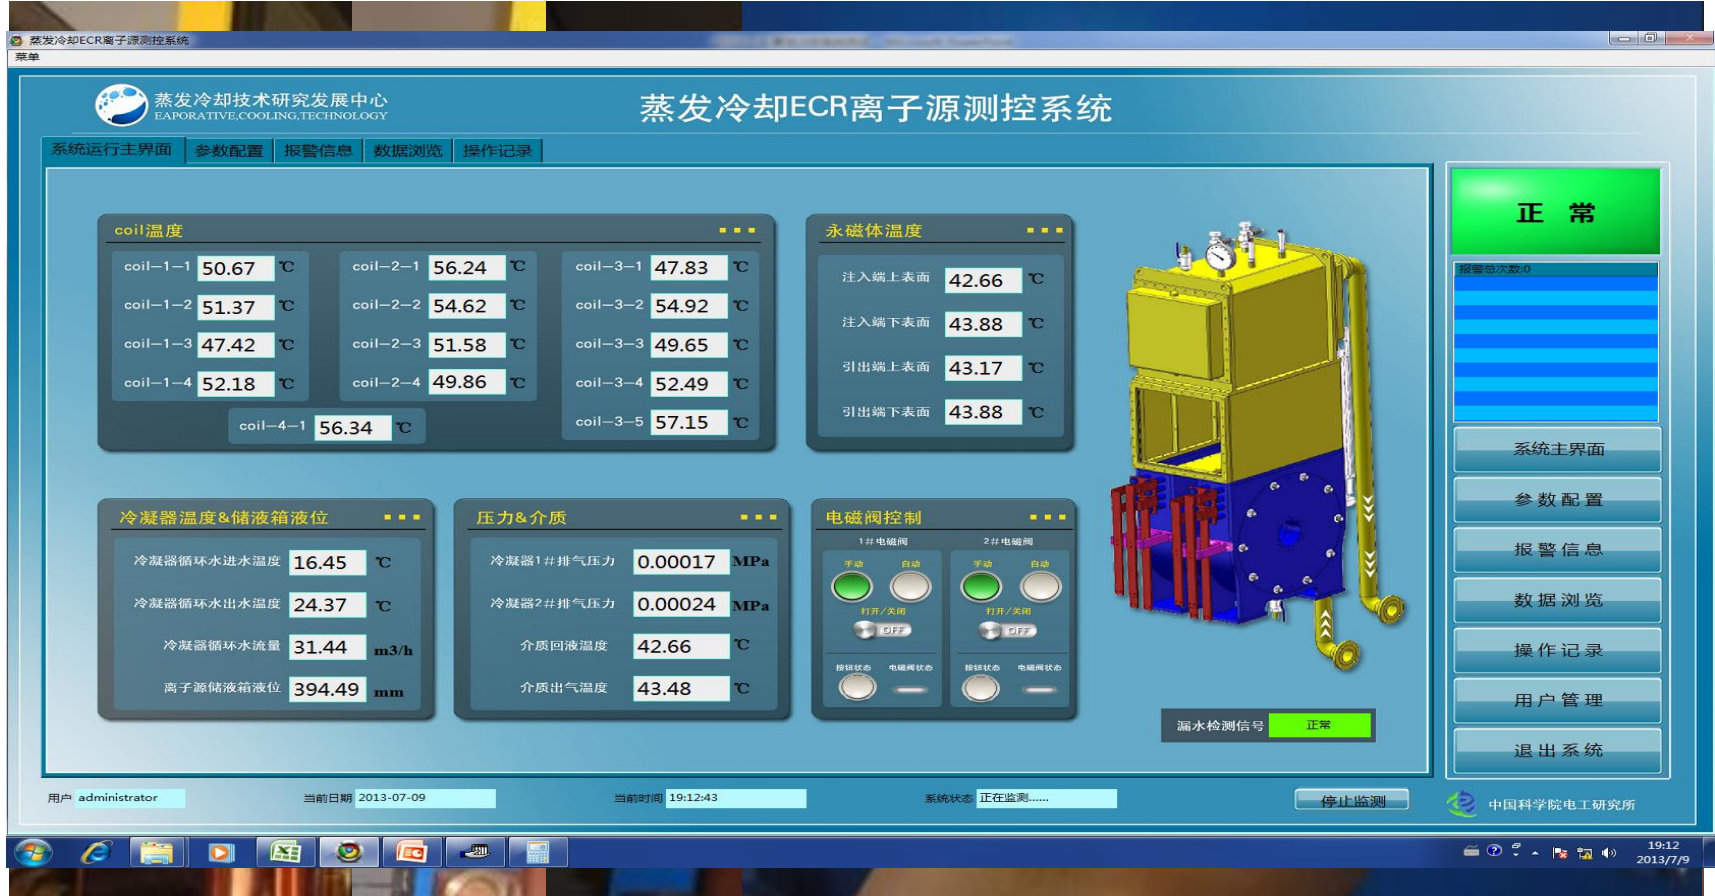 蒸发冷却ECR离子源测控系统
菜单
蒸发冷却技术研究发展中心
EAPORATIVE,COOLING,TECHNOLOGY
蒸发冷却ECR离子源测控系统
系统运行主界面 参数配置 报警信息 数据浏览 操作记录
coil温度
coil-1-1 50.67 ℃ coil-2-1 56.24 ℃ coil-3-1 47.83 ℃
coil-1-2 51.37 ℃ coil-2-2 54.62 ℃ coil-3-2 54.92 ℃
coil-1-3 47.42 ℃ coil-2-3 51.58 ℃ coil-3-3 49.65 ℃
coil-1-4 52.18 ℃ coil-2-4 49.86 ℃ coil-3-4 52.49 ℃
coil-4-1 56.34 ℃ coil-3-5 57.15 ℃
永磁体温度
注入端上表面 42.66 ℃
注入端下表面 43.88 ℃
引出端上表面 43.17 ℃
引出端下表面 43.88 ℃
冷凝器温度&储液箱液位
冷凝器循环水进水温度 16.45 ℃
冷凝器循环水出水温度 24.37 ℃
冷凝器循环水流量 31.44 m3/h
离子源储液箱液位 394.49 mm
压力&介质
冷凝器1#排气压力 0.00017 MPa
冷凝器2#排气压力 0.00024 MPa
介质回液温度 42.66 ℃
介质出气温度 43.48 ℃
电磁阀控制
1#电磁阀 2#电磁阀
手动 自动 手动 自动
打开/关闭 打开/关闭
OFF OFF
按钮状态 电磁阀状态 按钮状态 电磁阀状态
漏水检测信号 正常
正 常
报警总次数:0
系统主界面
参数配置
报警信息
数据浏览
操作记录
用户管理
退出系统
用户 administrator 当前日期 2013-07-09 当前时间 19:12:43 系统状态 正在监测...... 停止监测
中国科学院电工研究所
19:12
2013/7/9